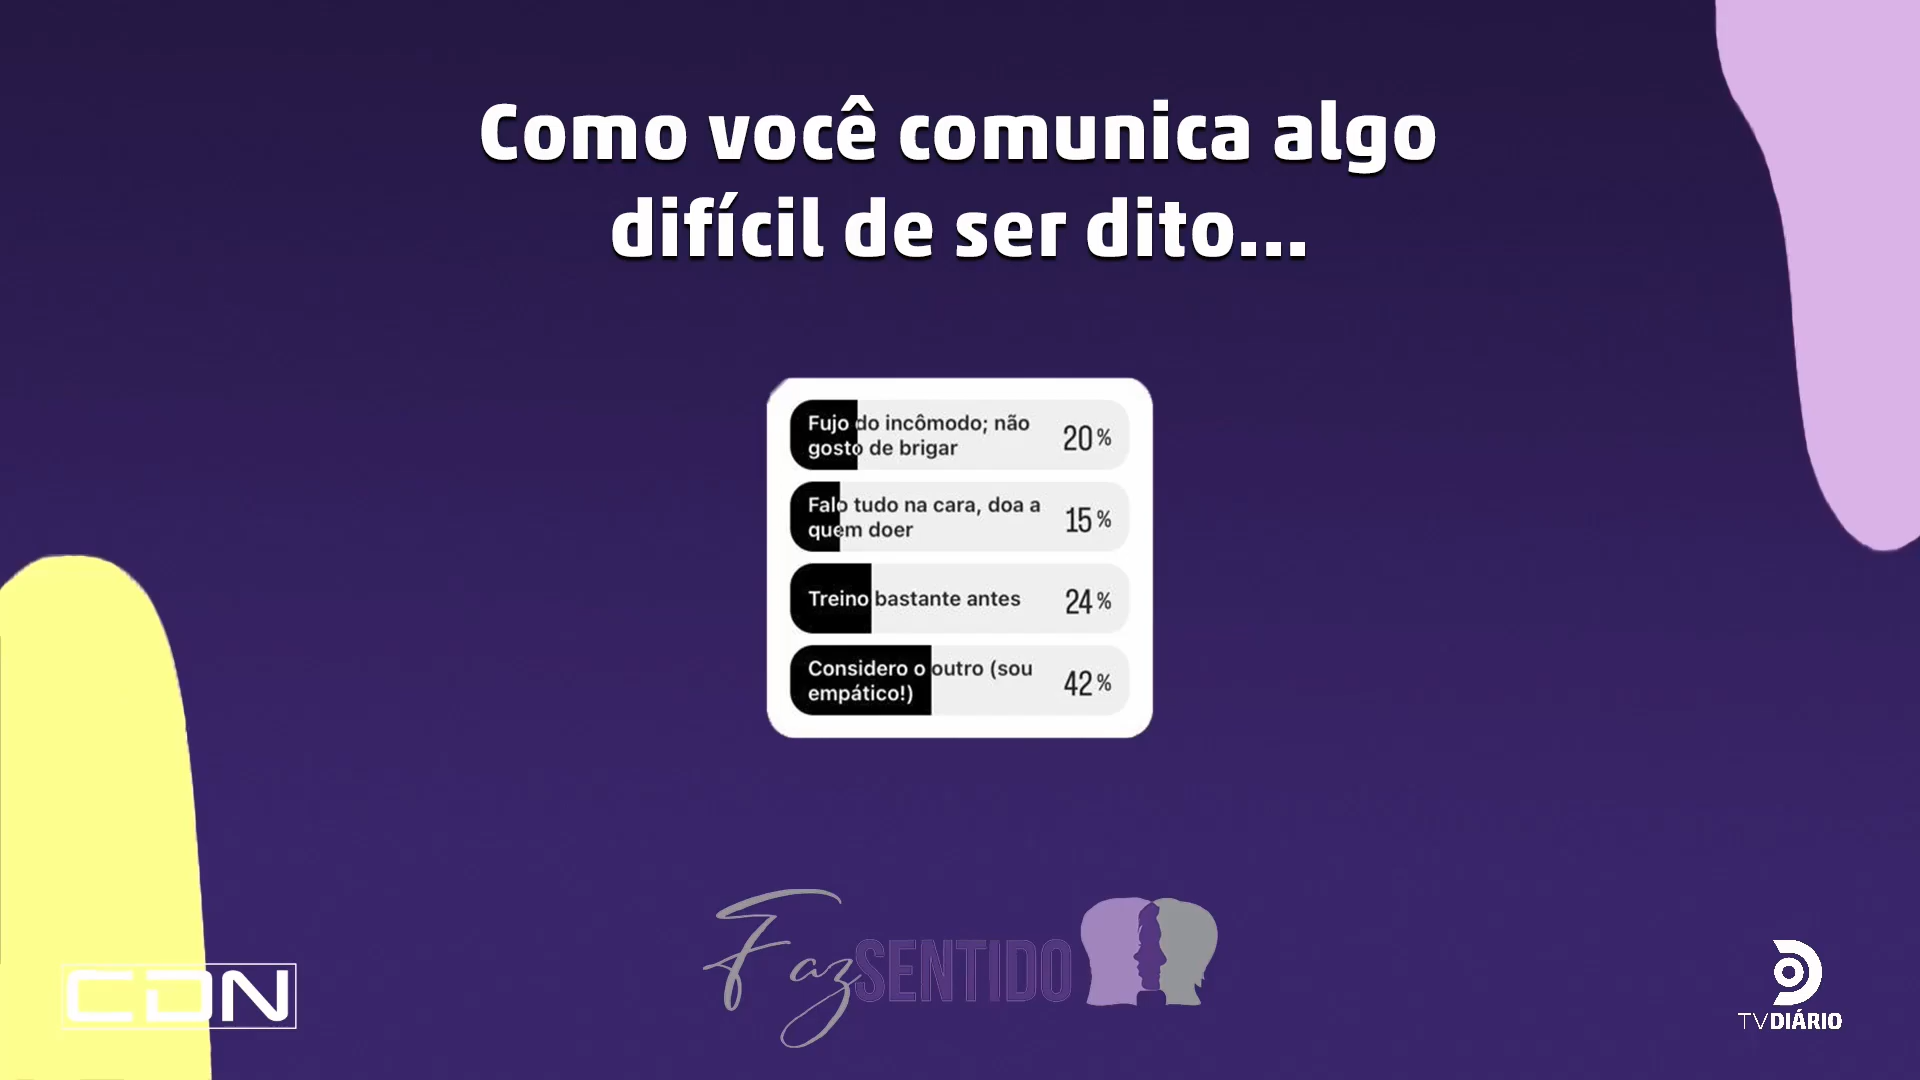 Como você comunica algo
difícil de ser dito...
Fujo do incômodo; não
gosto de brigar
20%
Falo tudo na cara, doa a
quem doer
15%
Treino bastante antes
24%
Considero o outro (sou
empático!)
42%
Faz SENTIDO
CDN
TV DIÁRIO